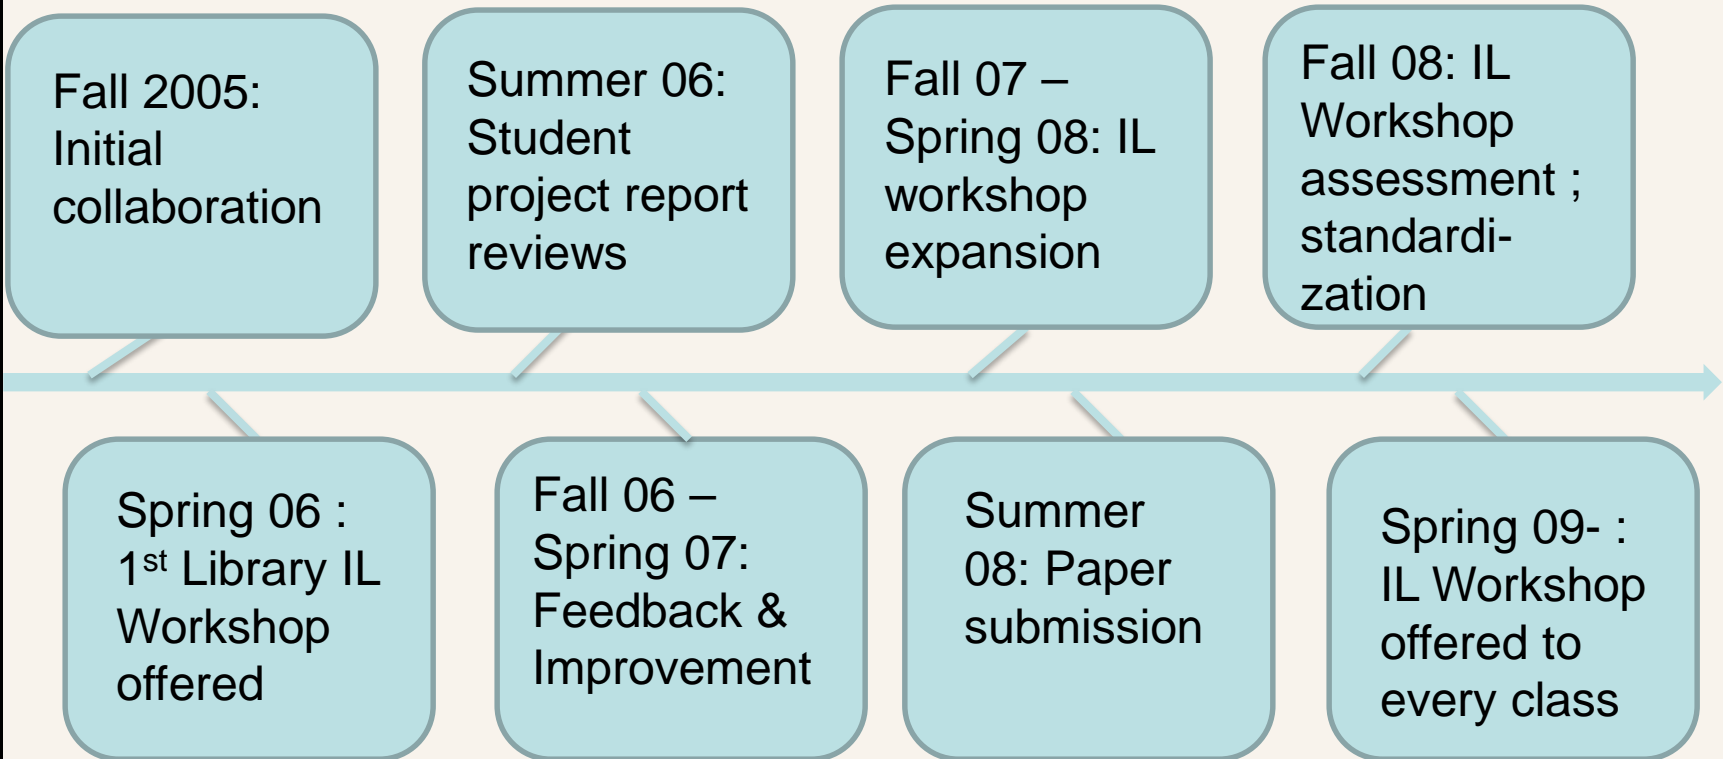 Fall 2005:
Initial
collaboration
Summer 06:
Student
project report
reviews
Fall 07 –
Spring 08: IL
workshop
expansion
Fall 08: IL
Workshop
assessment ;
standardi-
zation
Spring 06 :
1st Library IL
Workshop
offered
Fall 06 –
Spring 07:
Feedback &
Improvement
Summer
08: Paper
submission
Spring 09- :
IL Workshop
offered to
every class